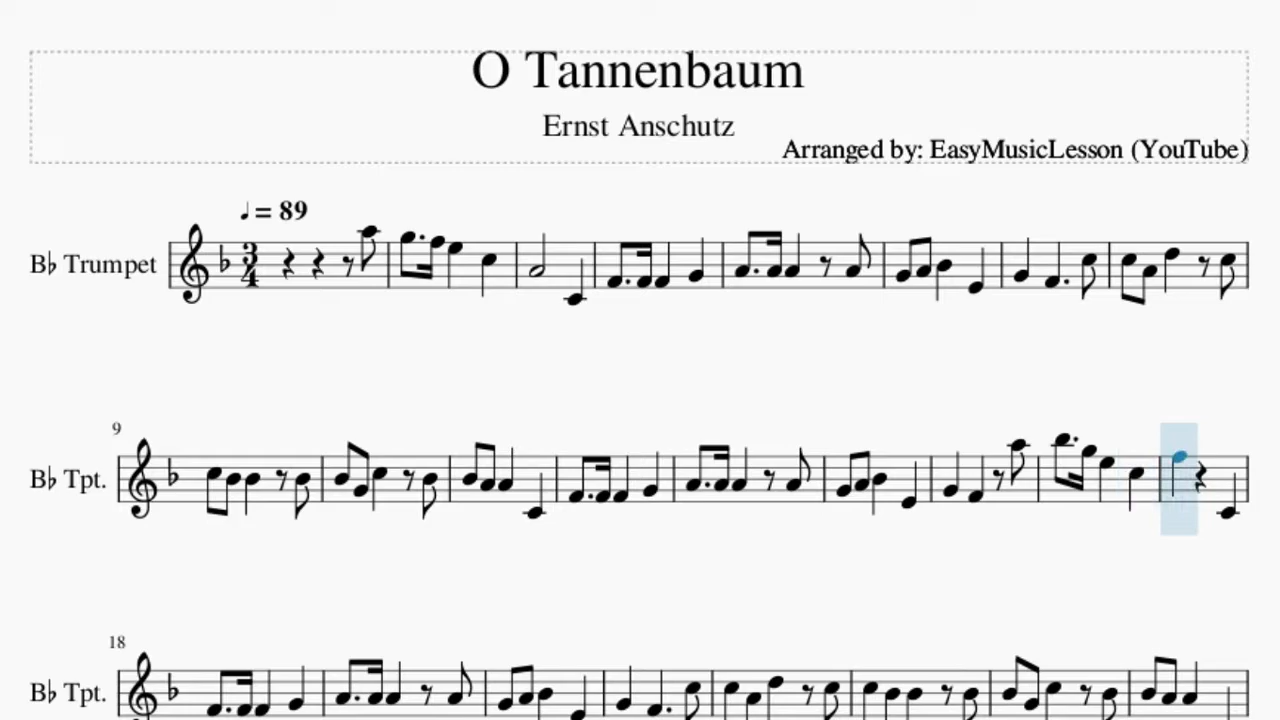 O Tannenbaum
Ernst Anschutz
Arranged by: EasyMusicLesson (YouTube)
♩ = 89
B♭ Trumpet
3
4
9
B♭ Tpt.
18
B♭ Tpt.